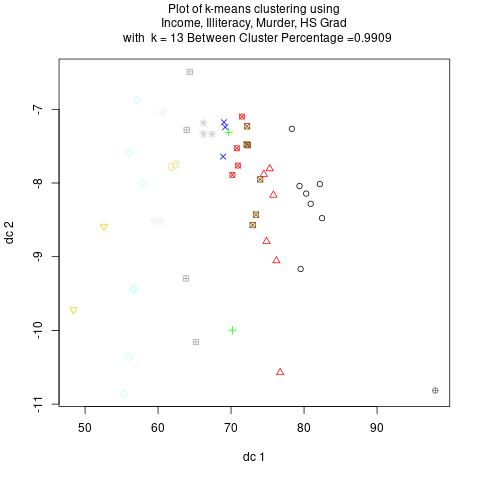 Plot of k-means clustering using
Income, Illiteracy, Murder, HS Grad
with k = 13 Between Cluster Percentage =0.9909
-7
-8
-9
-10
-11
dc 2
50 60 70 80 90
dc 1